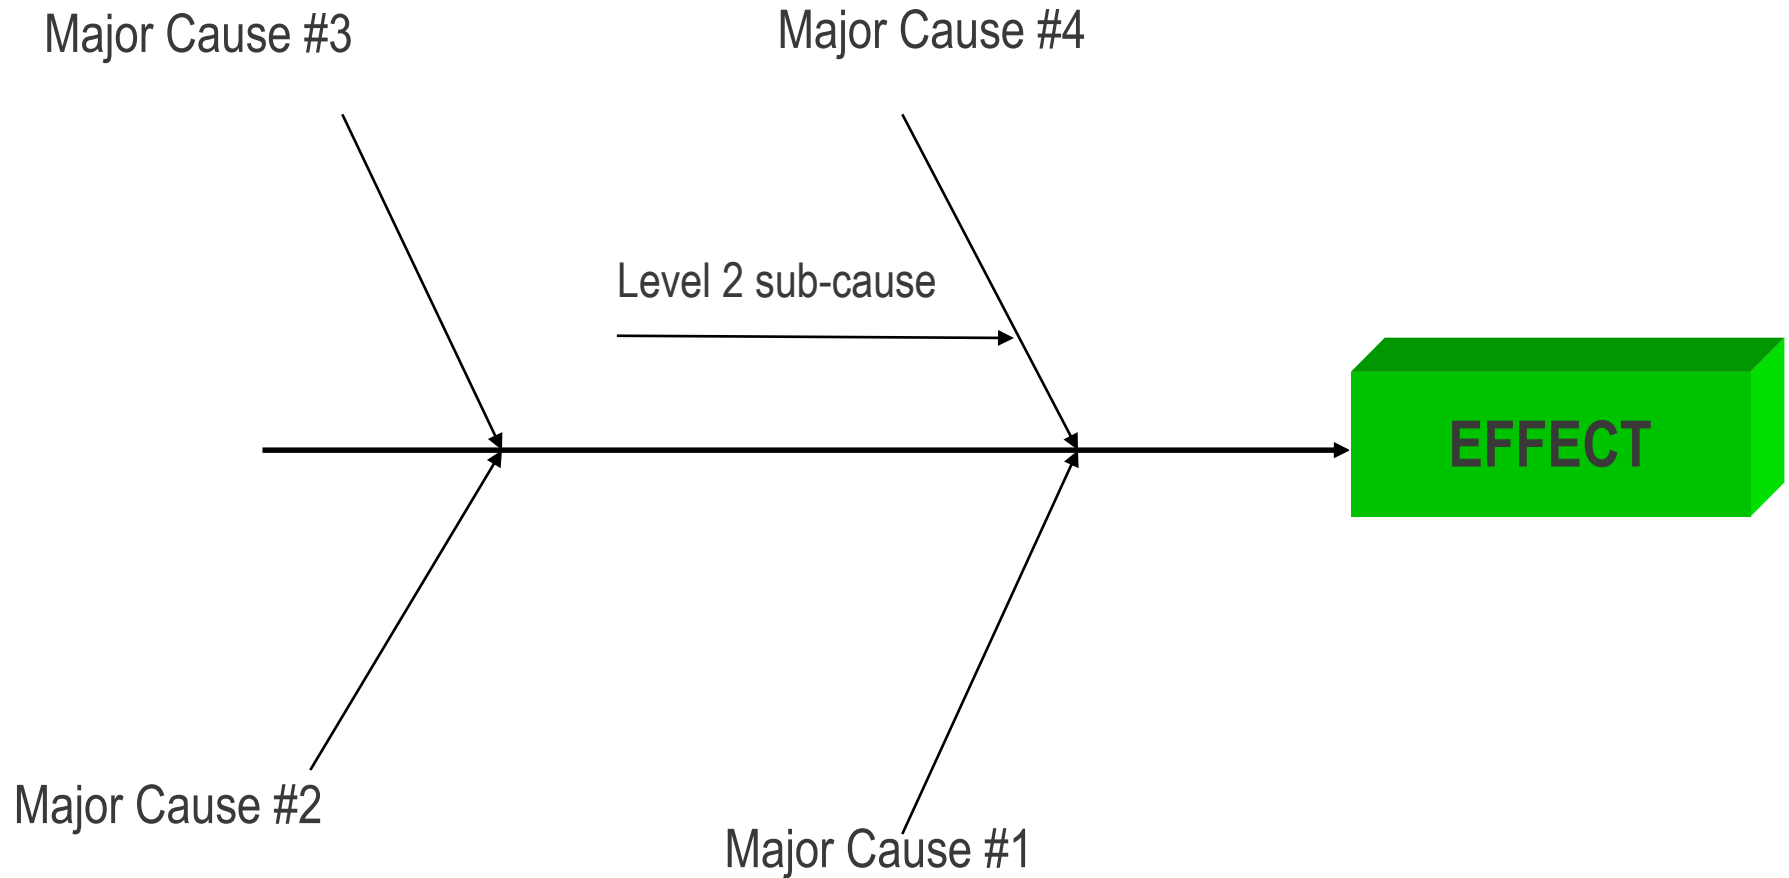 Major Cause #3
Major Cause #4
Level 2 sub-cause
EFFECT
Major Cause #2
Major Cause #1